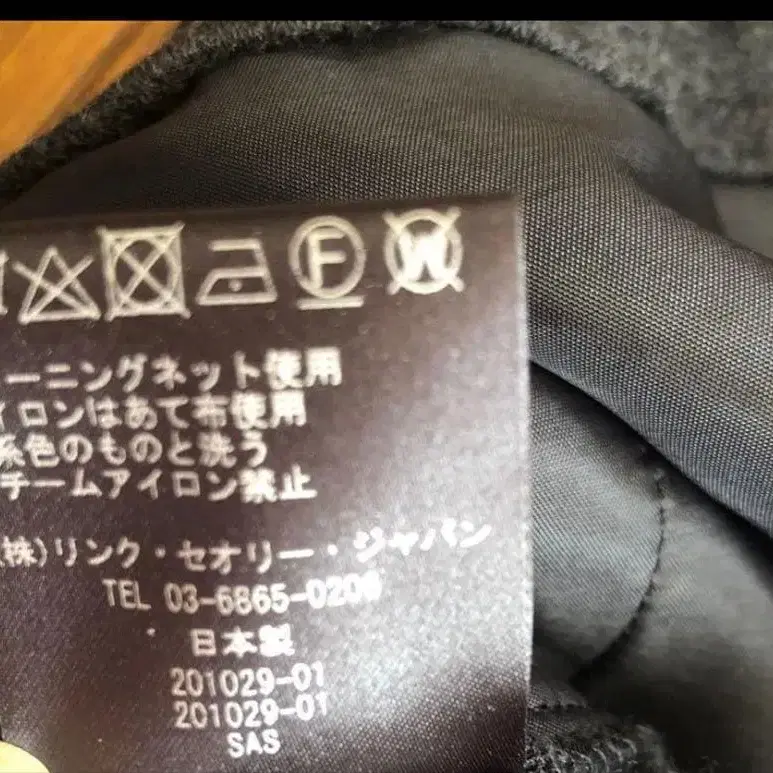 F W
ーニングネット使用
イロンはあて布使用
系色のものと洗う
チームアイロン禁止
(株)リンク・セオリー・ジャパン
TEL 03-6865-0206
日本製
201029-01
201029-01
SAS